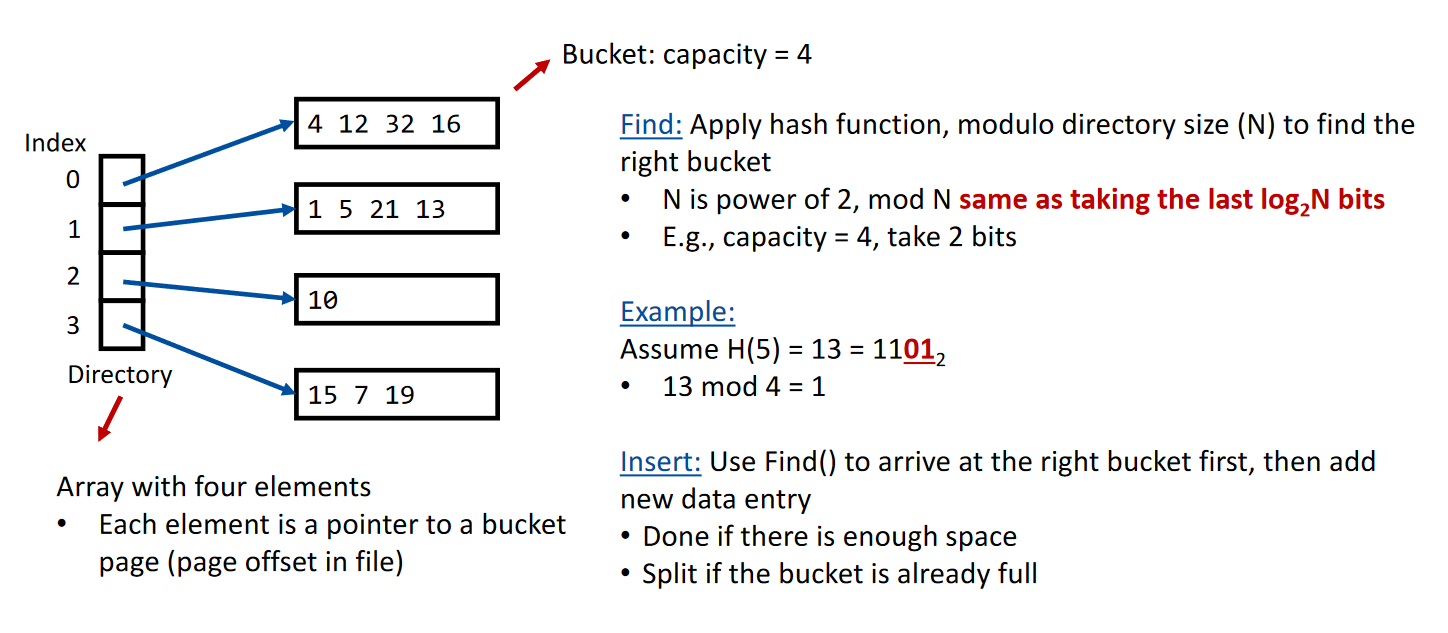 Bucket: capacity = 4
Index
0
1
2
3
Directory
4 12 32 16
1 5 21 13
10
15 7 19
Array with four elements
• Each element is a pointer to a bucket
page (page offset in file)
Find: Apply hash function, modulo directory size (N) to find the
right bucket
• N is power of 2, mod N same as taking the last log₂N bits
• E.g., capacity = 4, take 2 bits
Example:
Assume H(5) = 13 = 1101₂
• 13 mod 4 = 1
Insert: Use Find() to arrive at the right bucket first, then add
new data entry
• Done if there is enough space
• Split if the bucket is already full